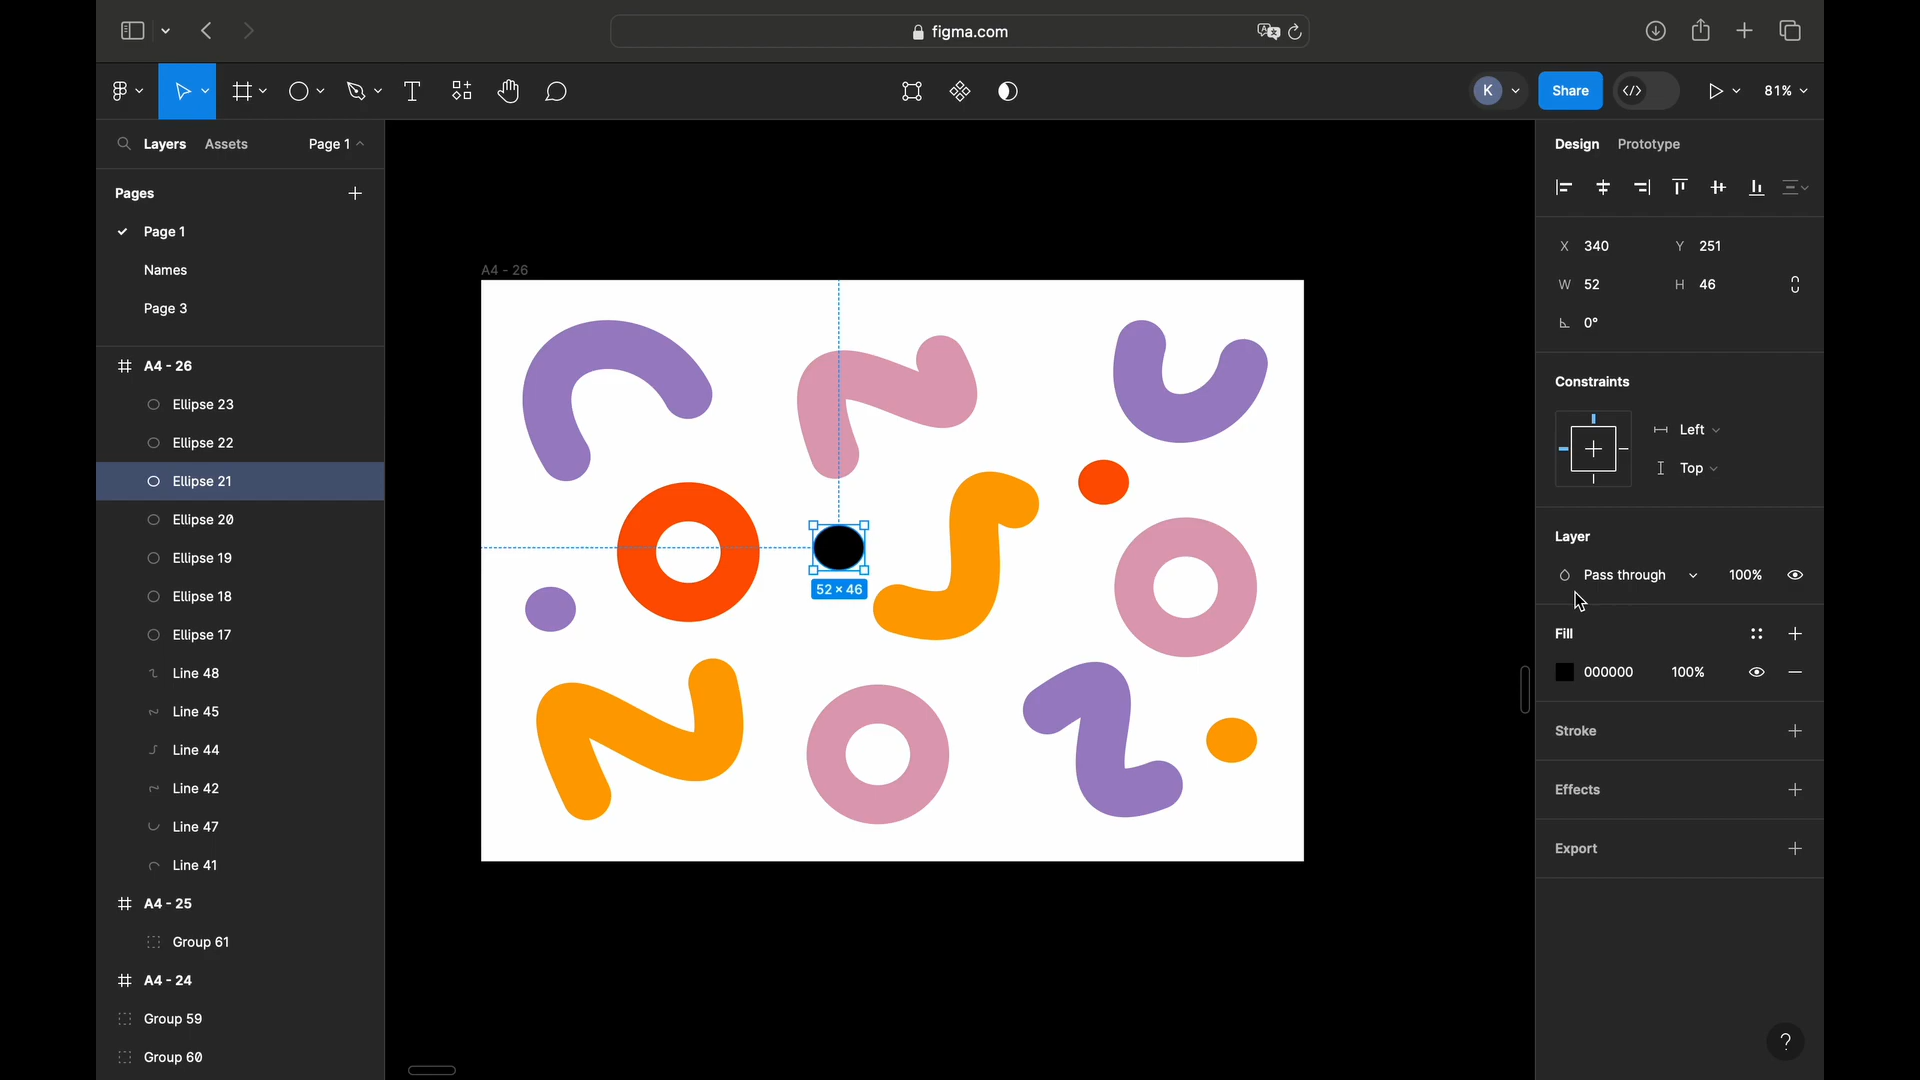 figma.com
K
Share
81%
Layers
Assets
Page 1
Pages
Page 1
Names
Page 3
A4 - 26
Ellipse 23
Ellipse 22
Ellipse 21
Ellipse 20
Ellipse 19
Ellipse 18
Ellipse 17
Line 48
Line 45
Line 44
Line 42
Line 47
Line 41
A4 - 25
Group 61
A4 - 24
Group 59
Group 60
A4 - 26
52 × 46
Design
Prototype
X 340
Y 251
W 52
H 46
0°
Constraints
Left
Top
Layer
Pass through
100%
Fill
000000
100%
Stroke
Effects
Export
?